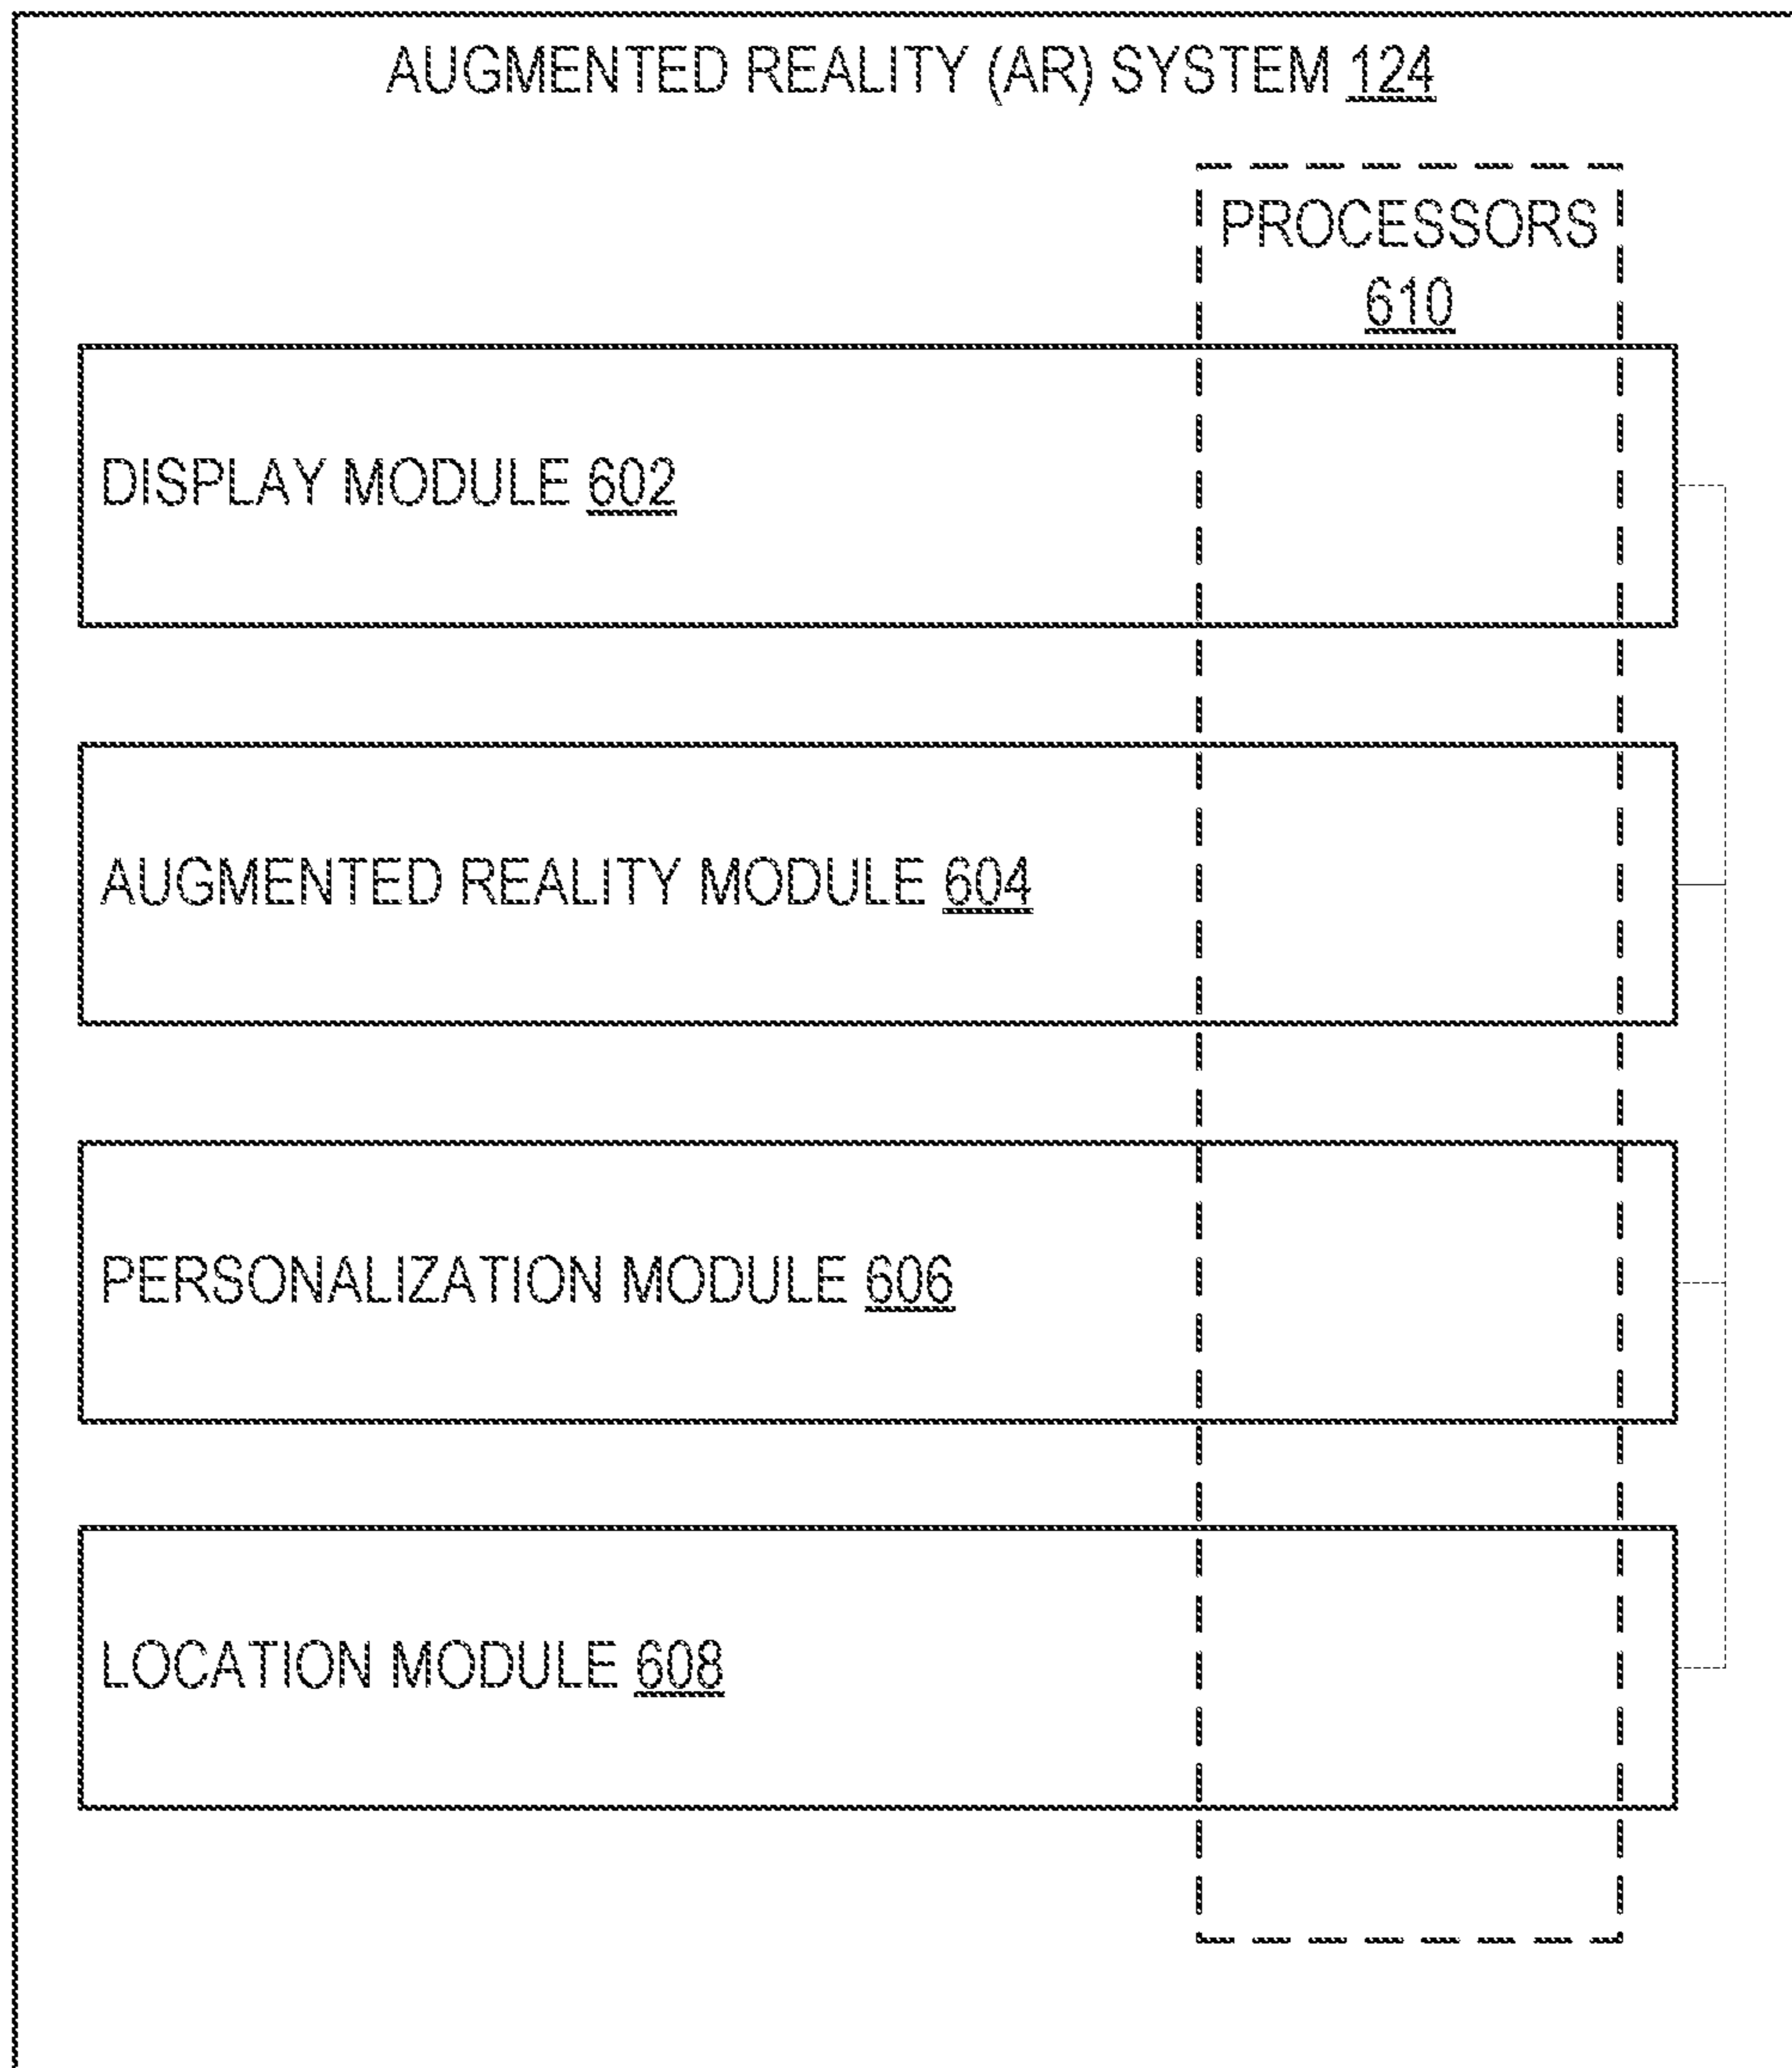 AUGMENTED REALITY (AR) SYSTEM 124
PROCESSORS
610
DISPLAY MODULE 602
AUGMENTED REALITY MODULE 604
PERSONALIZATION MODULE 606
LOCATION MODULE 608